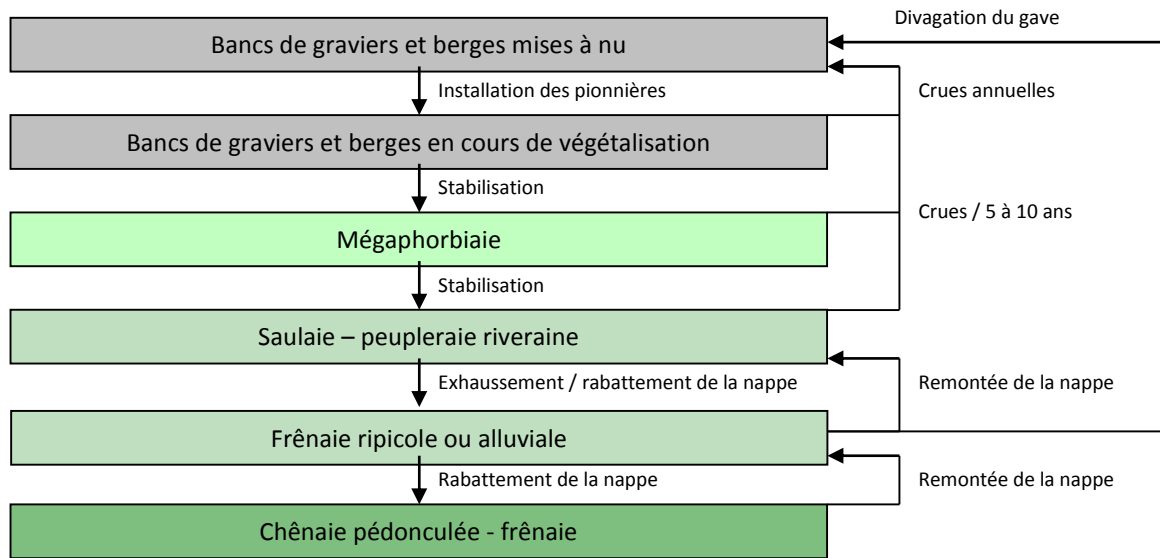 Divagation du gave
Bancs de graviers et berges mises à nu
Installation des pionnières
Crues annuelles
Bancs de graviers et berges en cours de végétalisation
Stabilisation
Crues / 5 à 10 ans
Mégaphorbiaie
Stabilisation
Saulaie – peupleraie riveraine
Exhaussement / rabattement de la nappe
Remontée de la nappe
Frênaie ripicole ou alluviale
Rabattement de la nappe
Remontée de la nappe
Chênaie pédonculée - frênaie